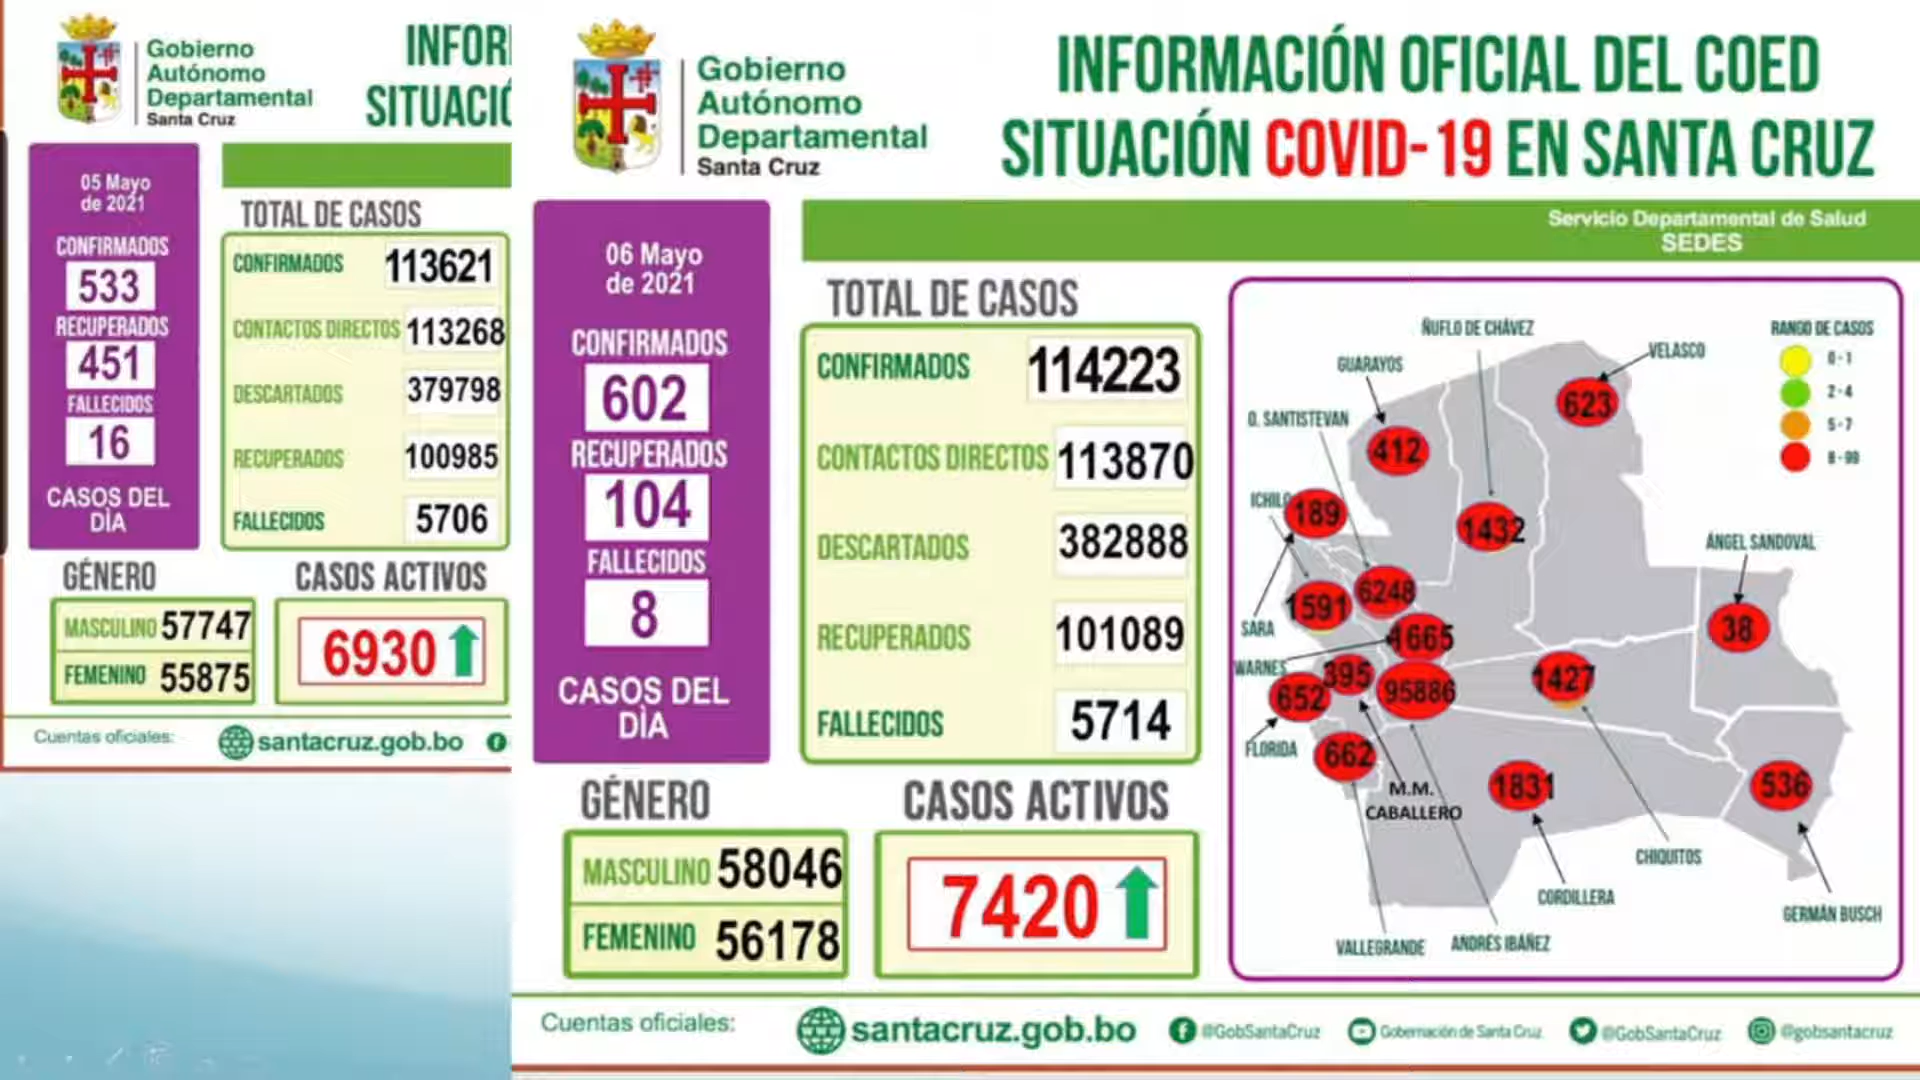 Gobierno
Autónomo
Departamental
Santa Cruz
05 Mayo
de 2021
CONFIRMADOS
533
RECUPERADOS
451
FALLECIDOS
16
CASOS DEL
DÌA
TOTAL DE CASOS
CONFIRMADOS 113621
CONTACTOS DIRECTOS 113268
DESCARTADOS 379798
RECUPERADOS 100985
FALLECIDOS 5706
GÉNERO
MASCULINO 57747
FEMENINO 55875
CASOS ACTIVOS
6930
Cuentas oficiales:
santacruz.gob.bo
Gobierno
Autónomo
Departamental
Santa Cruz
INFORMACIÓN OFICIAL DEL COED
SITUACIÓN COVID-19 EN SANTA CRUZ
Servicio Departamental de Salud
SEDES
06 Mayo
de 2021
CONFIRMADOS
602
RECUPERADOS
104
FALLECIDOS
8
CASOS DEL
DÌA
TOTAL DE CASOS
CONFIRMADOS 114223
CONTACTOS DIRECTOS 113870
DESCARTADOS 382888
RECUPERADOS 101089
FALLECIDOS 5714
GÉNERO
MASCULINO 58046
FEMENINO 56178
CASOS ACTIVOS
7420
RANGO DE CASOS
0-1
2-4
5-7
8-99
ÑUFLO DE CHÁVEZ
VELASCO
GUARAYOS
623
O. SANTISTEVAN
412
ICHILO
189
1432
ÁNGEL SANDOVAL
6248
1591
SARA
38
1665
WARNES
395
652
95886
1427
FLORIDA
662
M.M.
CABALLERO
1831
536
CHIQUITOS
CORDILLERA
GERMÁN BUSCH
VALLEGRANDE
ANDRÉS IBÁÑEZ
Cuentas oficiales:
santacruz.gob.bo
@GobSantaCruz
Gobernación de Santa Cruz
@GobSantaCruz
@gobsantacruz